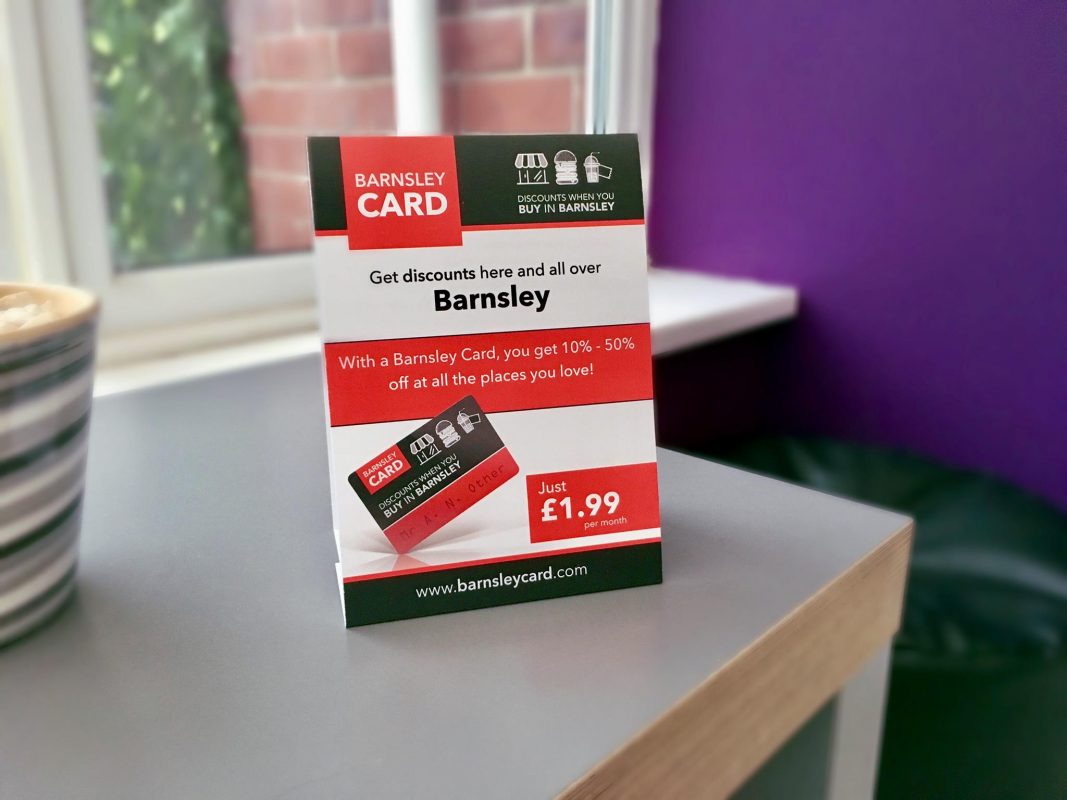 BARNSLEY
CARD
DISCOUNTS WHEN YOU
BUY IN BARNSLEY
Get discounts here and all over
Barnsley
With a Barnsley Card, you get 10% - 50%
off at all the places you love!
BARNSLEY
CARD
DISCOUNTS WHEN YOU
BUY IN BARNSLEY
Mr A. N. Other
Just
£1.99
per month
www.barnsleycard.com